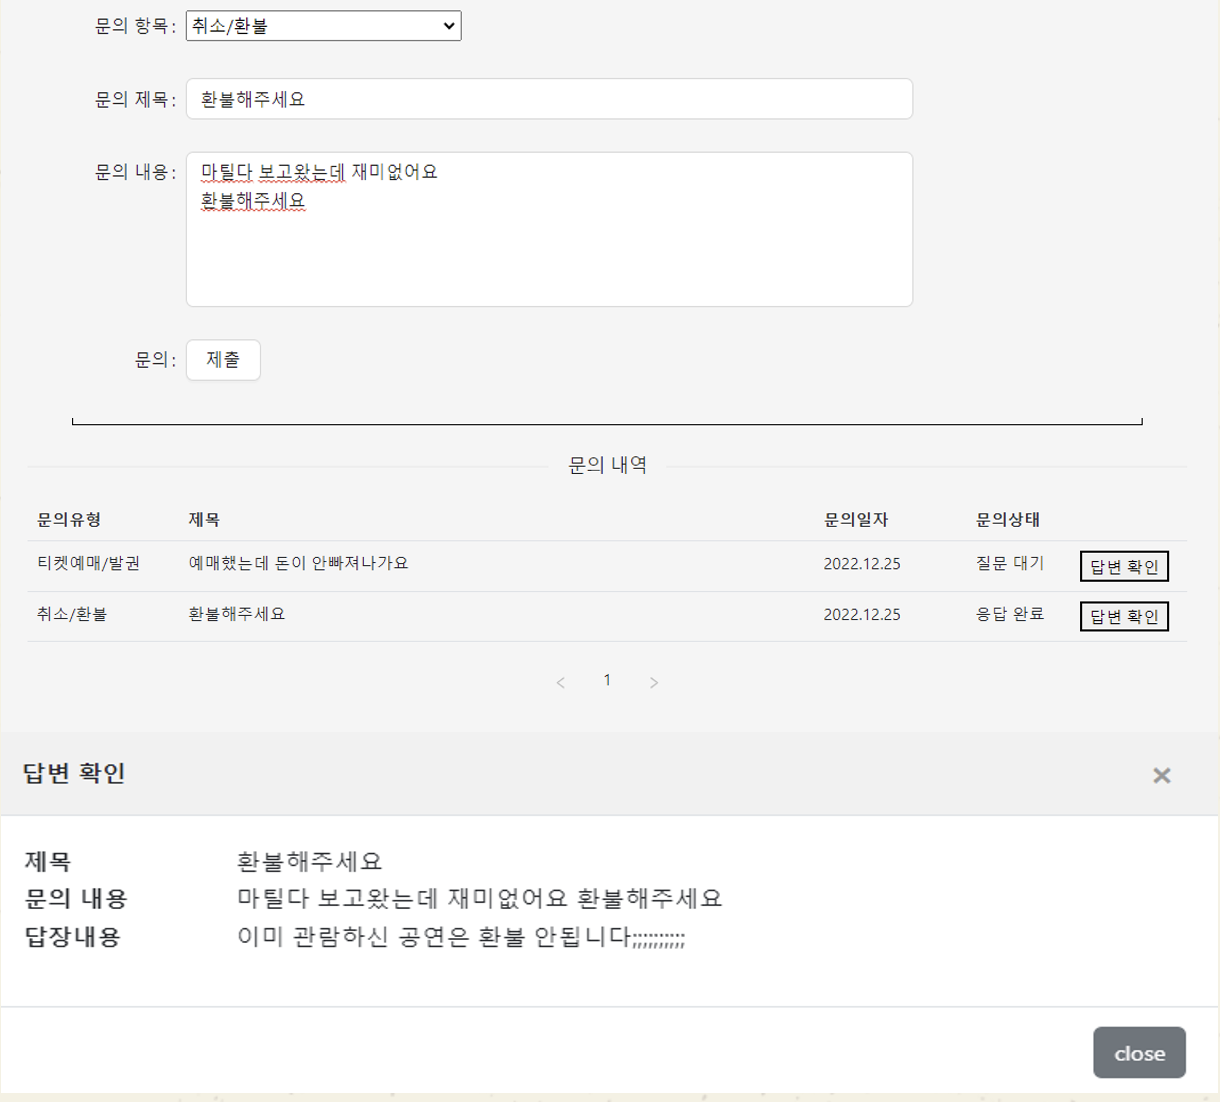 문의 항목: 취소/환불
문의 제목: 환불해주세요
문의 내용: 마틸다 보고왔는데 재미없어요
환불해주세요
문의: 제출
문의 내역
문의유형 제목 문의일자 문의상태
티켓예매/발권 예매했는데 돈이 안빠져나가요 2022.12.25 질문 대기 답변 확인
취소/환불 환불해주세요 2022.12.25 응답 완료 답변 확인
< 1 >
답변 확인 ×
제목 환불해주세요
문의 내용 마틸다 보고왔는데 재미없어요 환불해주세요
답장내용 이미 관람하신 공연은 환불 안됩니다;;;;;;;;;;
close